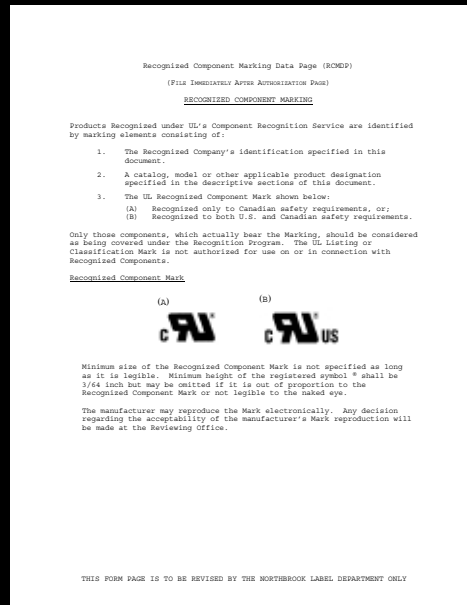 Recognized Component Marking Data Page (RCMDP)
(FILE IMMEDIATELY AFTER AUTHORIZATION PAGE)
RECOGNIZED COMPONENT MARKING
Products Recognized under UL's Component Recognition Service are identified
by marking elements consisting of:
1. The Recognized Company's identification specified in this
document.
2. A catalog, model or other applicable product designation
specified in the descriptive sections of this document.
3. The UL Recognized Component Mark shown below:
(A) Recognized only to Canadian safety requirements, or;
(B) Recognized to both U.S. and Canadian safety requirements.
Only those components, which actually bear the Marking, should be considered
as being covered under the Recognition Program. The UL Listing or
Classification Mark is not authorized for use on or in connection with
Recognized Components.
Recognized Component Mark
(A) (B)
c RU c RU US
Minimum size of the Recognized Component Mark is not specified as long
as it is legible. Minimum height of the registered symbol ® shall be
3/64 inch but may be omitted if it is out of proportion to the
Recognized Component Mark or not legible to the naked eye.
The manufacturer may reproduce the Mark electronically. Any decision
regarding the acceptability of the manufacturer's Mark reproduction will
be made at the Reviewing Office.
THIS FORM PAGE IS TO BE REVISED BY THE NORTHBROOK LABEL DEPARTMENT ONLY